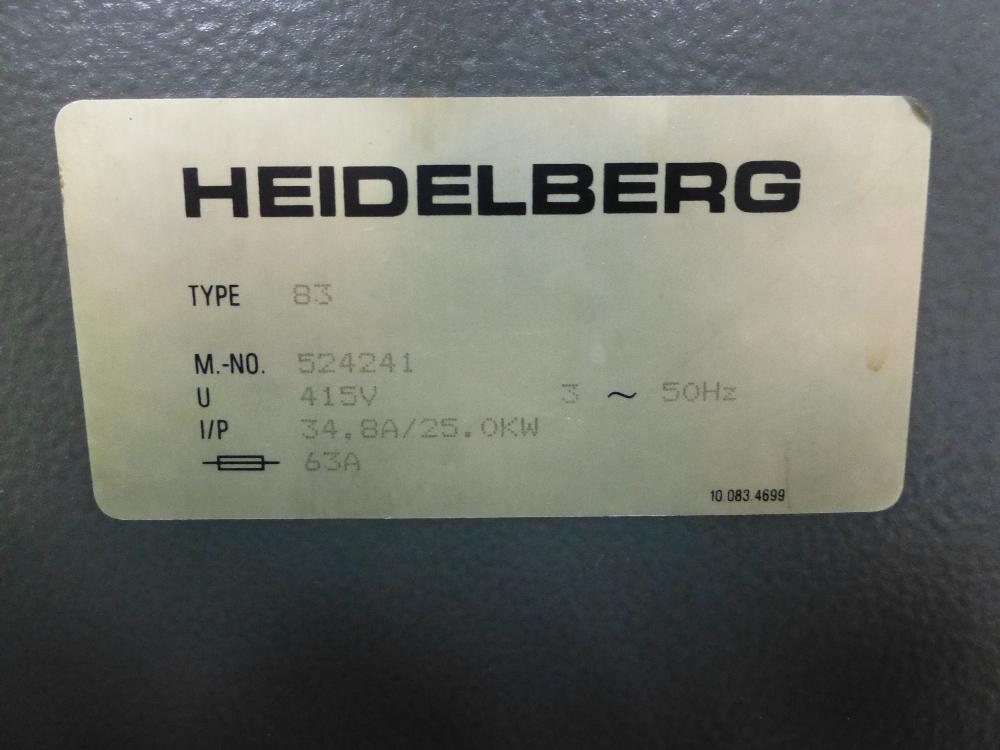 HEIDELBERG
TYPE 83
M.-NO. 524241
U 415V 3 ~ 50Hz
I/P 34.8A/25.0KW
63A
10.083.4699